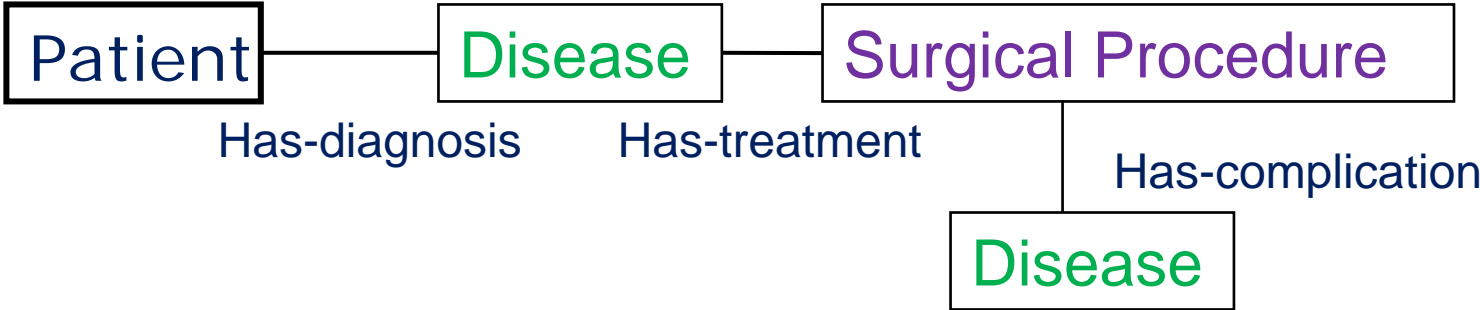 Patient
Disease
Surgical Procedure
Has-diagnosis
Has-treatment
Has-complication
Disease